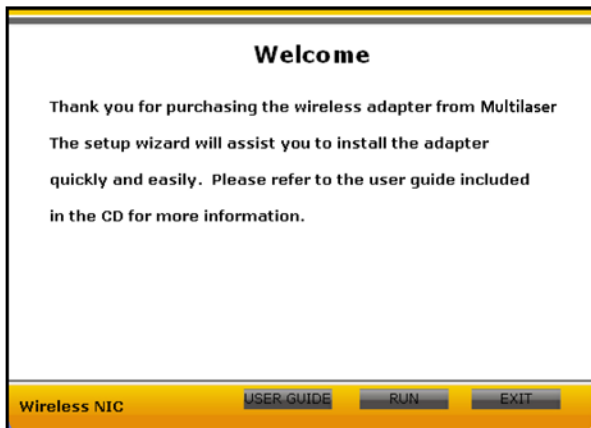 Welcome
Thank you for purchasing the wireless adapter from Multilaser
The setup wizard will assist you to install the adapter
quickly and easily. Please refer to the user guide included
in the CD for more information.
Wireless NIC
USER GUIDE
RUN
EXIT